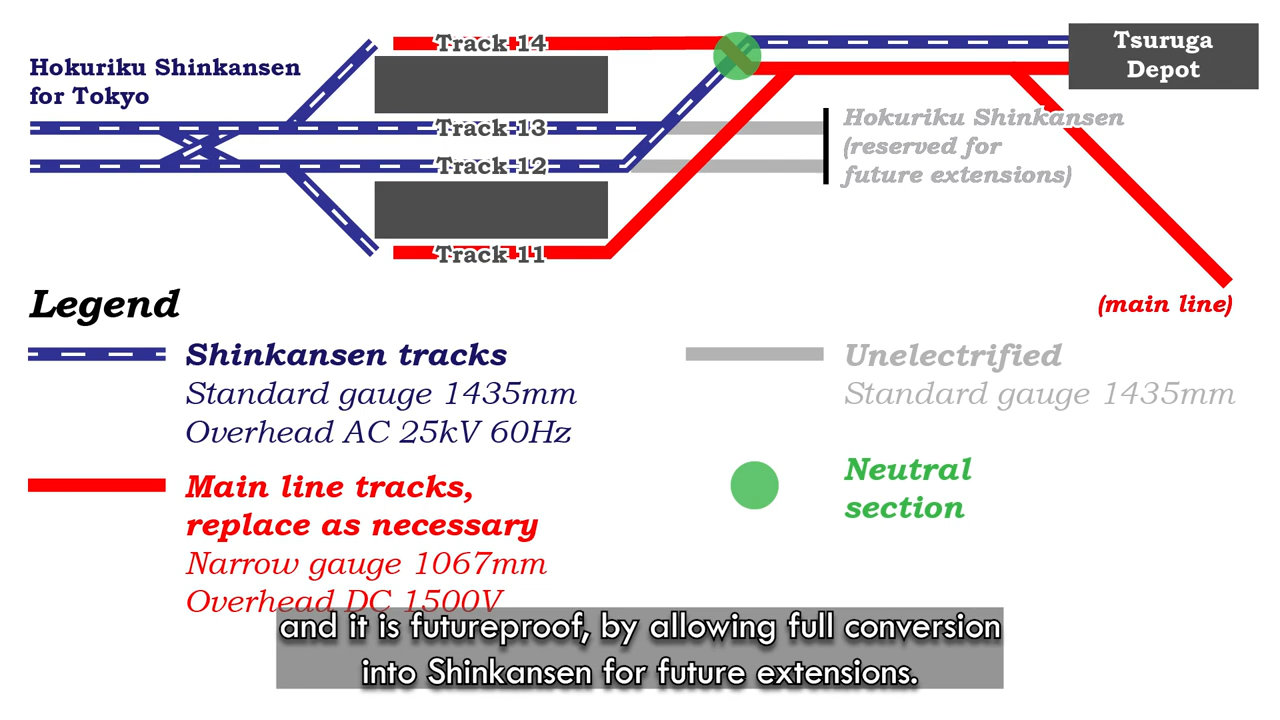 Track 14
Tsuruga
Depot
Hokuriku Shinkansen
for Tokyo
Track 13
Hokuriku Shinkansen
(reserved for
future extensions)
Track 12
Track 11
Legend
(main line)
Shinkansen tracks
Standard gauge 1435mm
Overhead AC 25kV 60Hz
Unelectrified
Standard gauge 1435mm
Main line tracks,
replace as necessary
Narrow gauge 1067mm
Overhead DC 1500V
Neutral
section
and it is futureproof, by allowing full conversion
into Shinkansen for future extensions.